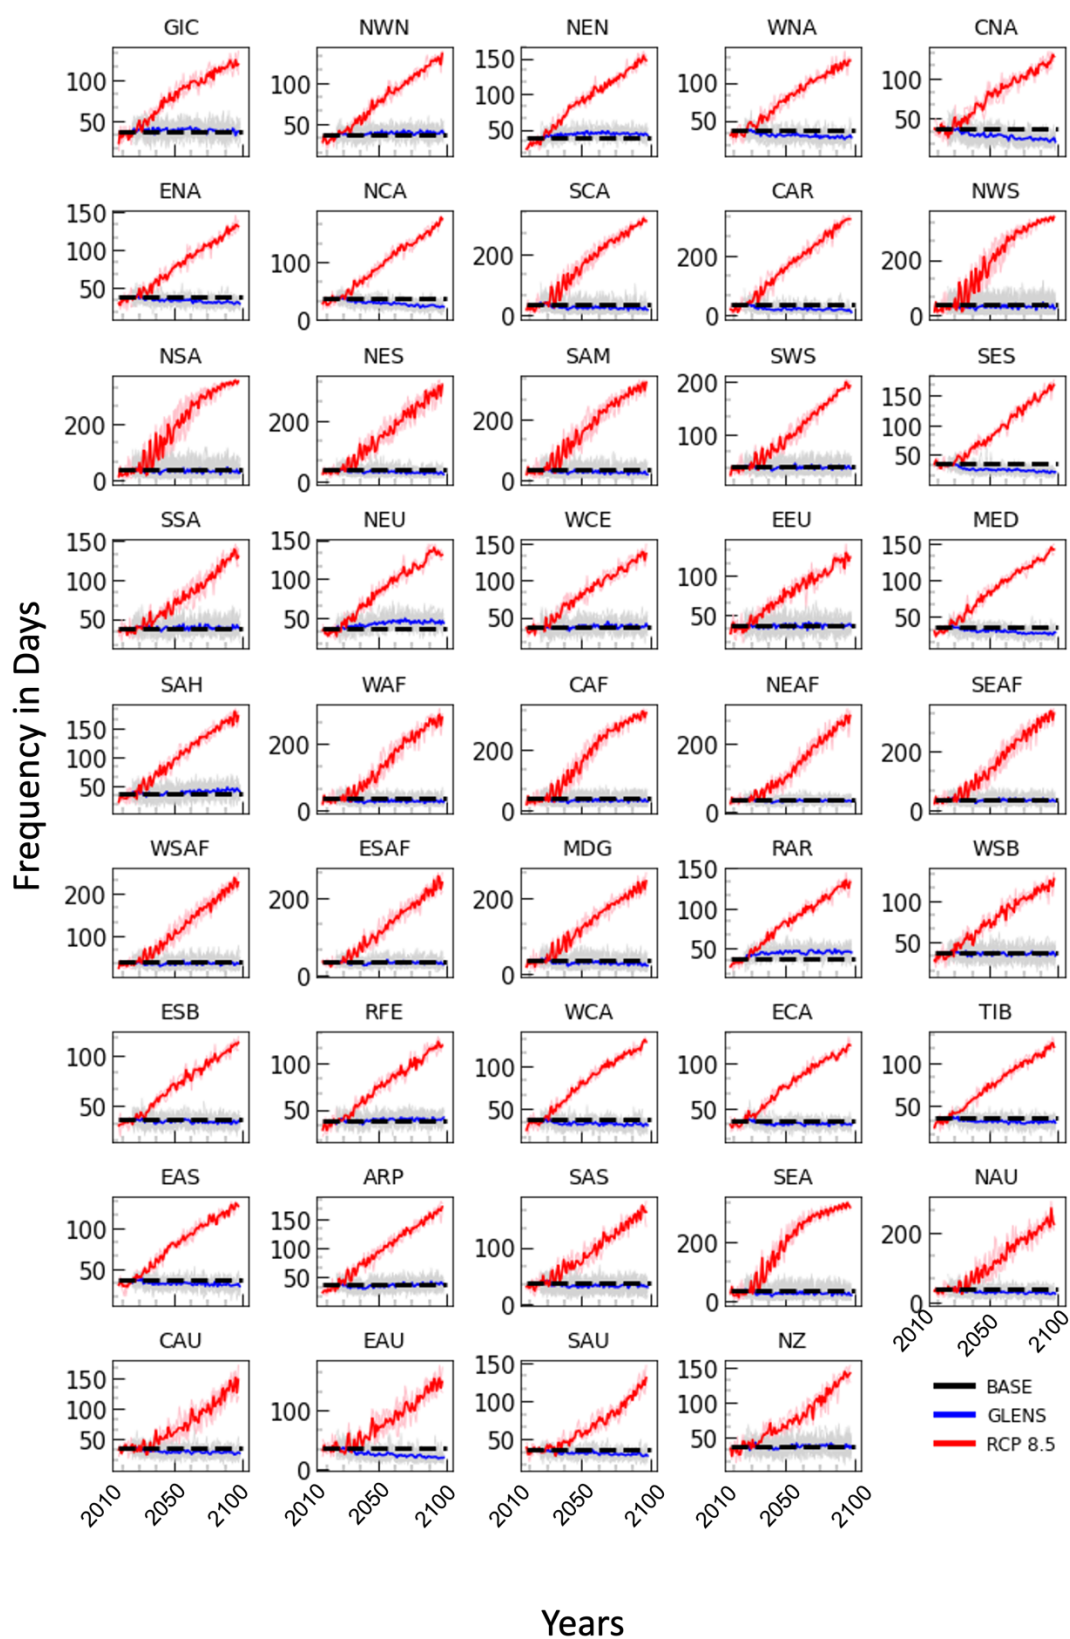 GIC NWN NEN WNA CNA
100 50 100 50 150 100 50 100 50 100 50
ENA NCA SCA CAR NWS
150 100 50 100 0 200 0 200 0 200 0
NSA NES SAM SWS SES
200 0 200 0 200 0 200 100 150 100 50
SSA NEU WCE EEU MED
150 100 50 150 100 50 150 100 50 100 50 150 100 50
SAH WAF CAF NEAF SEAF
150 100 50 200 0 200 0 200 0 200 0
WSAF ESAF MDG RAR WSB
200 100 200 0 200 0 150 100 50 100 50
ESB RFE WCA ECA TIB
100 50 100 50 100 50 100 50 100 50
EAS ARP SAS SEA NAU
100 50 150 100 50 100 0 200 0 200 0
2010 2050 2100
CAU EAU SAU NZ
150 100 50 100 0 150 100 50 150 100 50
2010 2050 2100 2010 2050 2100 2010 2050 2100 2010 2050 2100
BASE
GLENS
RCP 8.5
Frequency in Days
Years